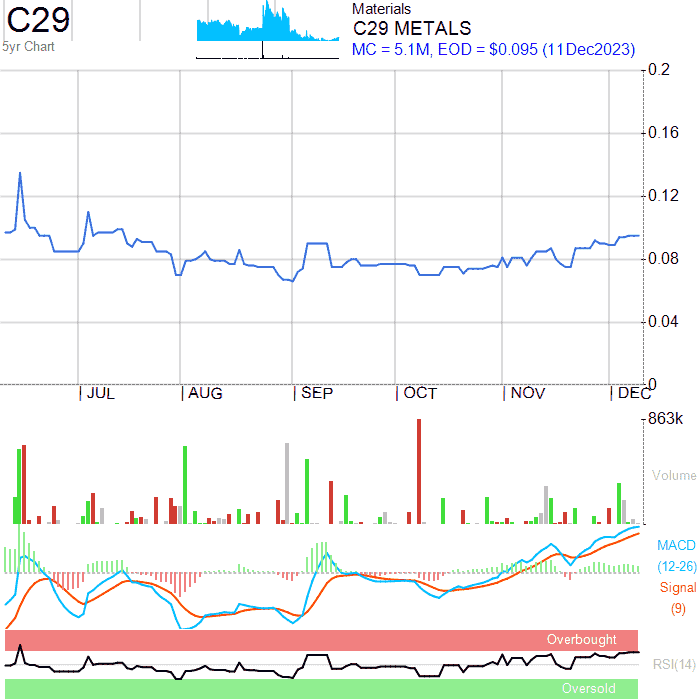 C29
5yr Chart
Materials
C29 METALS
MC = 5.1M, EOD = $0.095 (11Dec2023)
0.2
0.16
0.12
0.08
0.04
0
JUL AUG SEP OCT NOV DEC
863k
Volume
MACD
(12-26)
Signal
(9)
Overbought
RSI(14)
Oversold